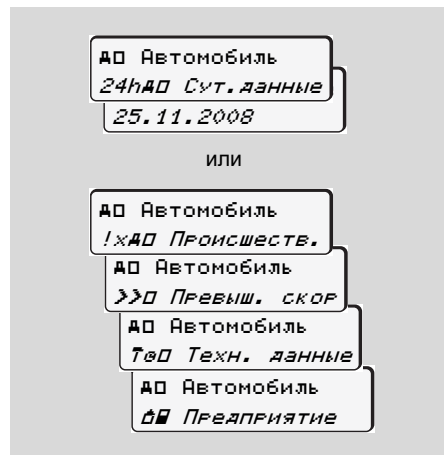 Автомобиль
24h Сут.данные
25.11.2008
или
Автомобиль
!x Происшеств.
Автомобиль
>> Превыш. скор
Автомобиль
T Техн. данные
Автомобиль
Предприятие